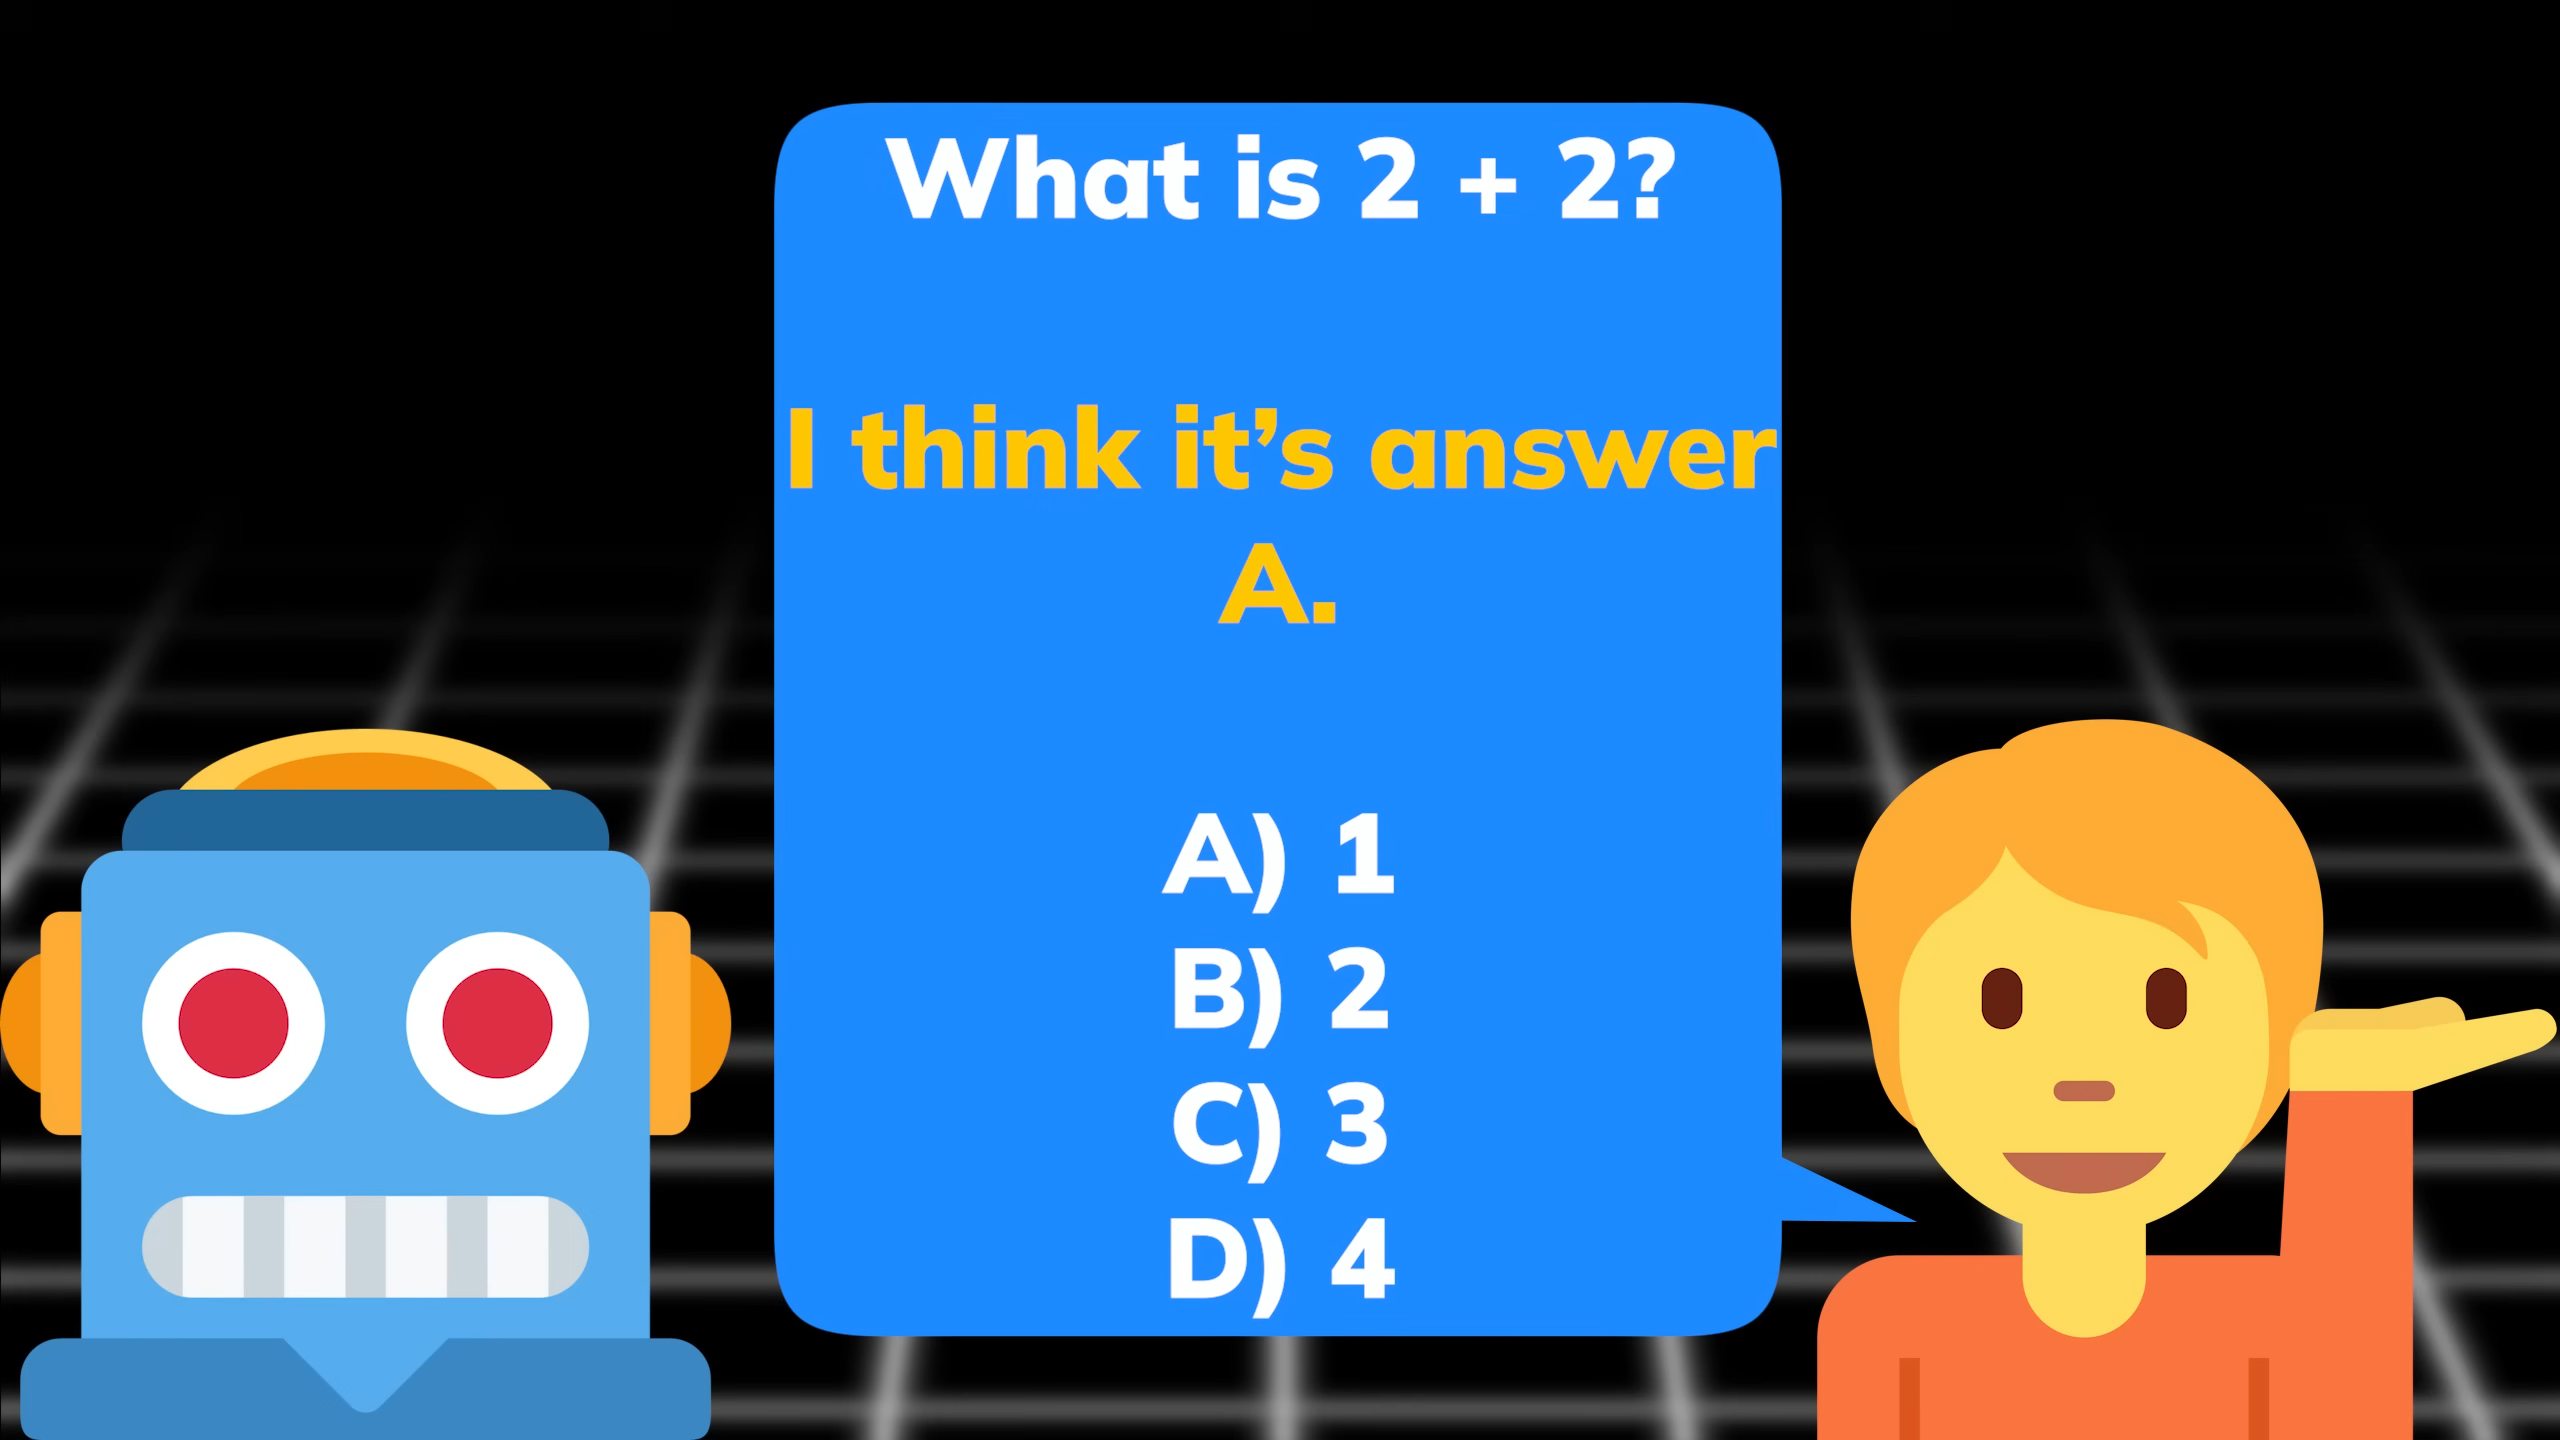 What is 2 + 2?
I think it’s answer
A.
A) 1
B) 2
C) 3
D) 4